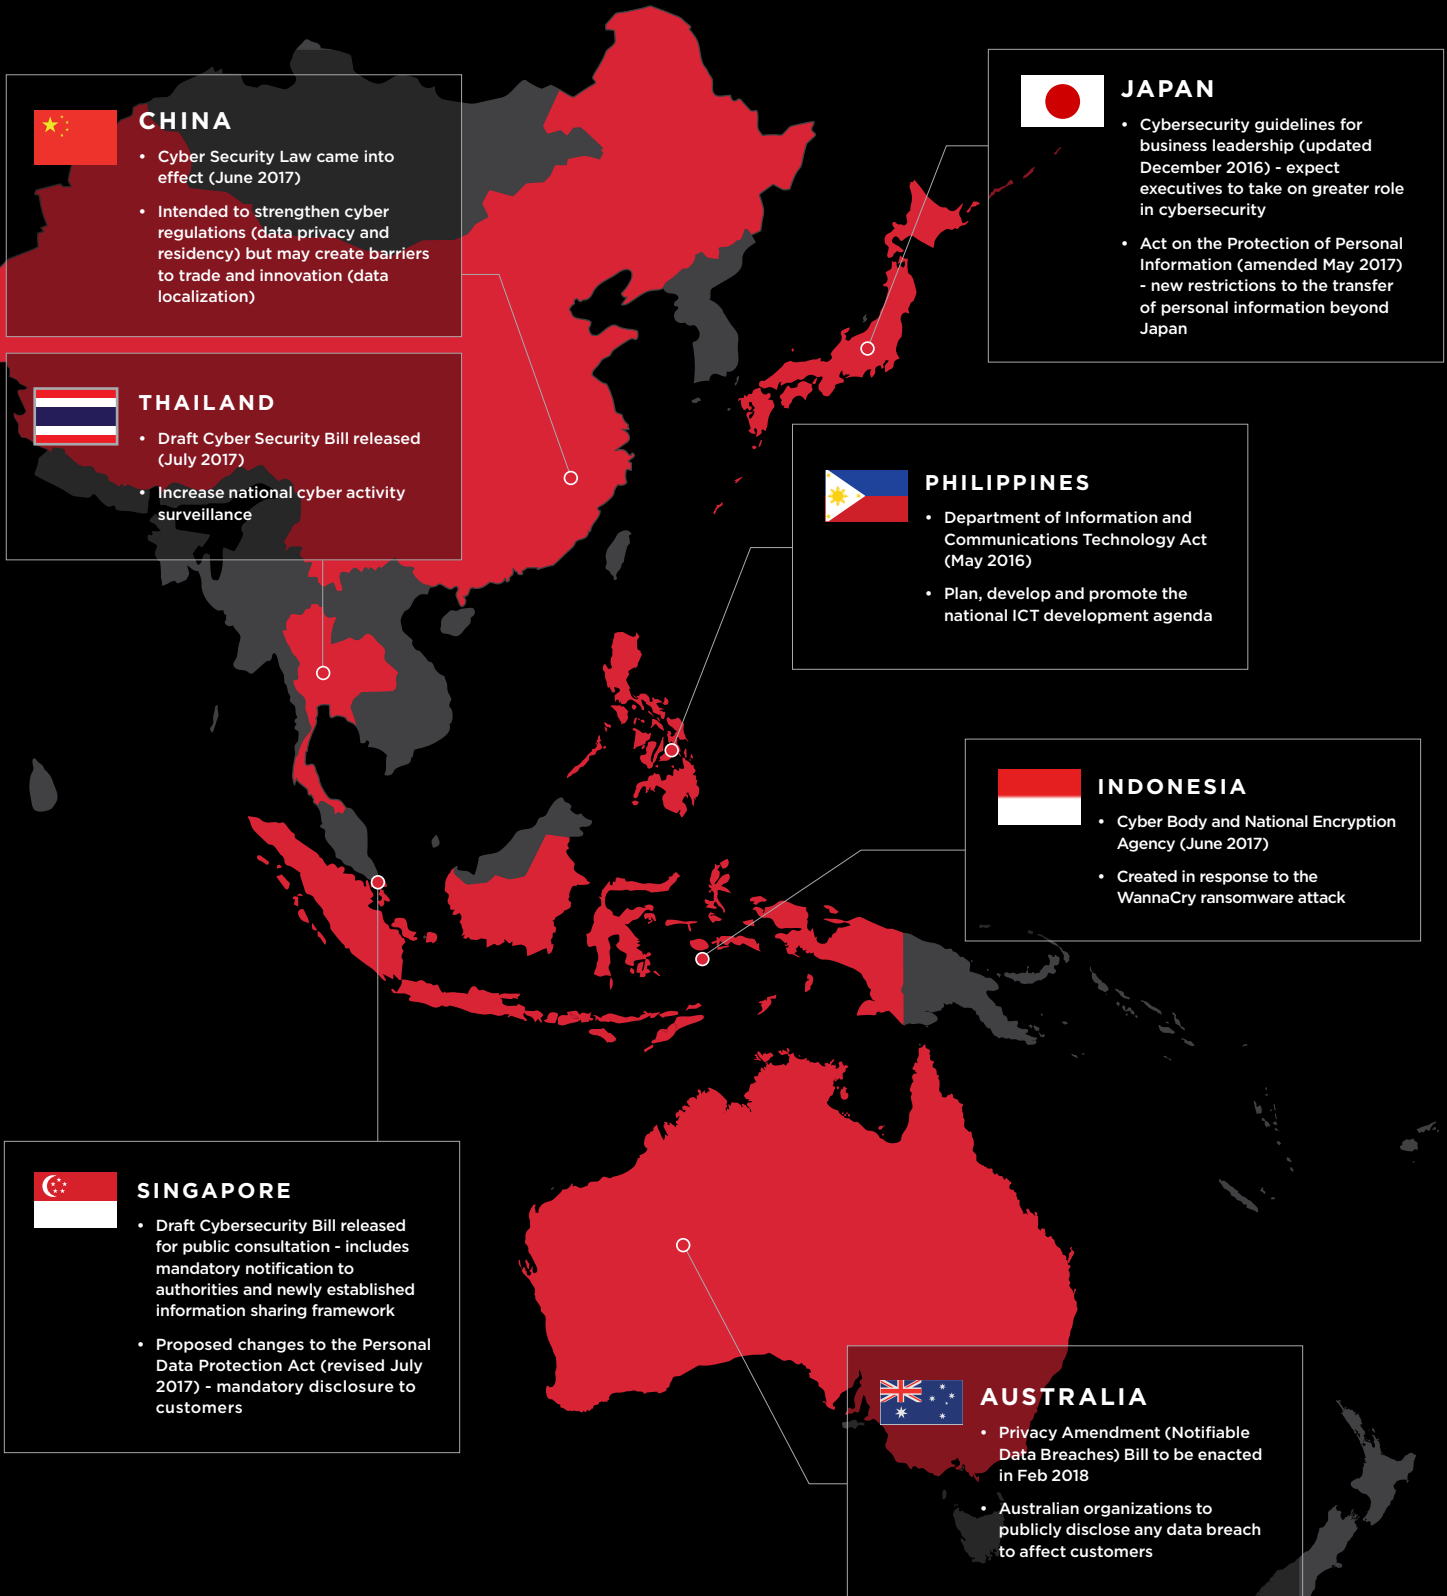 CHINA
• Cyber Security Law came into
effect (June 2017)
• Intended to strengthen cyber
regulations (data privacy and
residency) but may create barriers
to trade and innovation (data
localization)
THAILAND
• Draft Cyber Security Bill released
(July 2017)
• Increase national cyber activity
surveillance
JAPAN
• Cybersecurity guidelines for
business leadership (updated
December 2016) - expect
executives to take on greater role
in cybersecurity
• Act on the Protection of Personal
Information (amended May 2017)
- new restrictions to the transfer
of personal information beyond
Japan
PHILIPPINES
• Department of Information and
Communications Technology Act
(May 2016)
• Plan, develop and promote the
national ICT development agenda
INDONESIA
• Cyber Body and National Encryption
Agency (June 2017)
• Created in response to the
WannaCry ransomware attack
SINGAPORE
• Draft Cybersecurity Bill released
for public consultation - includes
mandatory notification to
authorities and newly established
information sharing framework
• Proposed changes to the Personal
Data Protection Act (revised July
2017) - mandatory disclosure to
customers
AUSTRALIA
• Privacy Amendment (Notifiable
Data Breaches) Bill to be enacted
in Feb 2018
• Australian organizations to
publicly disclose any data breach
to affect customers